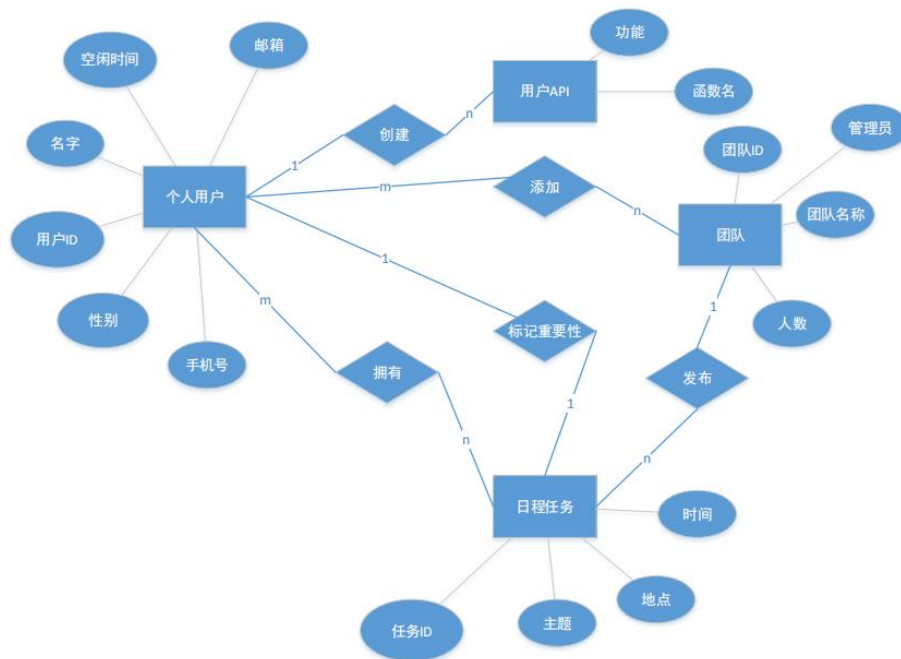 功能
邮箱
空闲时间
用户API
函数名
n
创建
管理员
名字
团队ID
1
m
添加
个人用户
n
团队名称
团队
用户ID
1
m
1
性别
人数
标记重要性
手机号
拥有
发布
1
n
n
日程任务
时间
地点
任务ID
主题